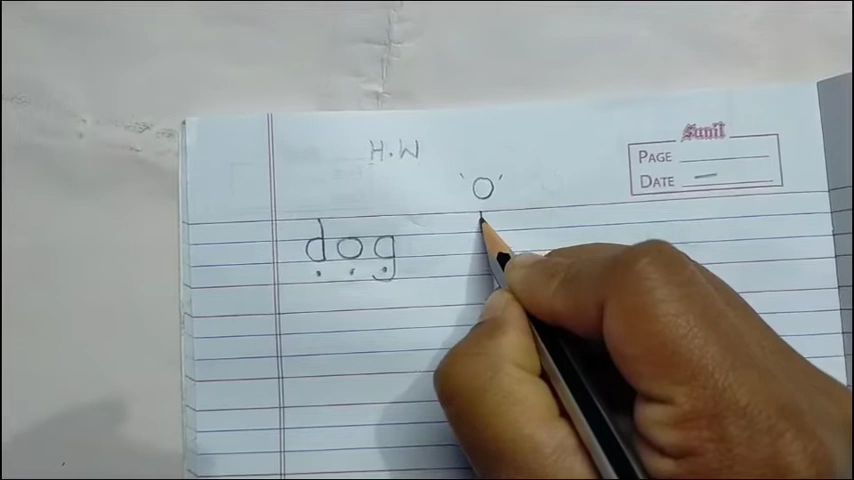 Sunil
H.W
PAGE
'O'
DATE
dog